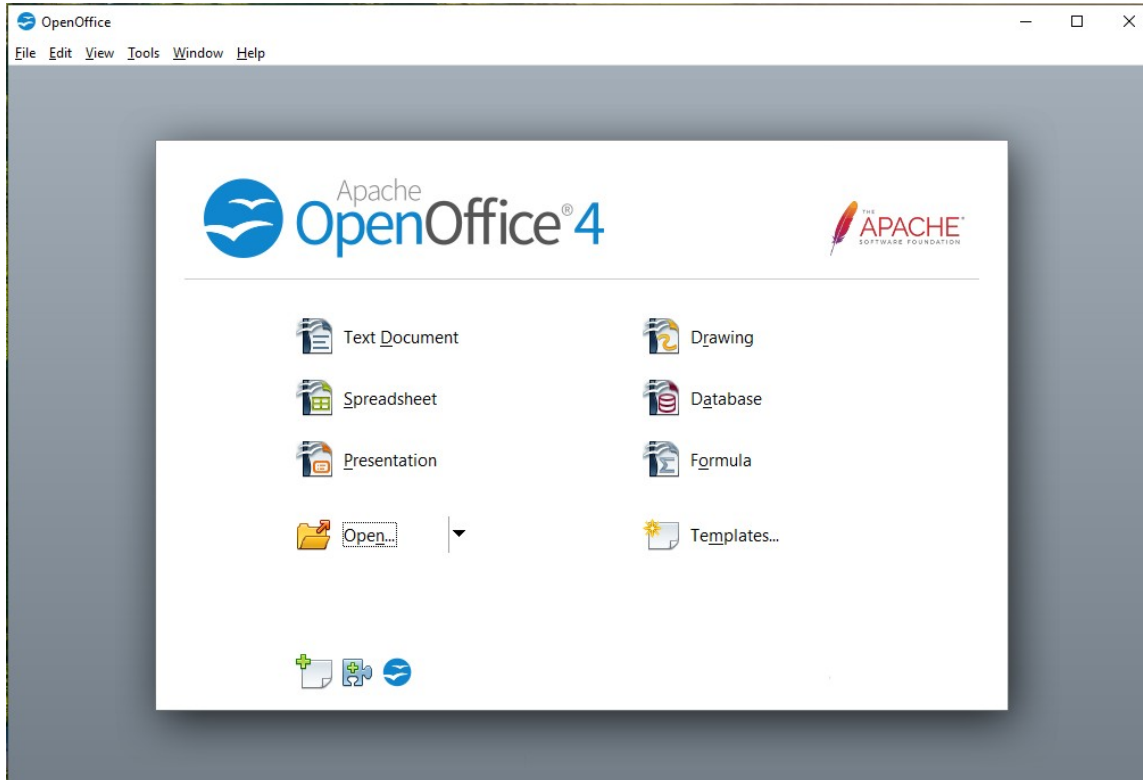 OpenOffice
File Edit View Tools Window Help
Apache
OpenOffice® 4
THE
APACHE®
SOFTWARE FOUNDATION
Text Document
Drawing
Spreadsheet
Database
Presentation
Formula
Open...
Templates...